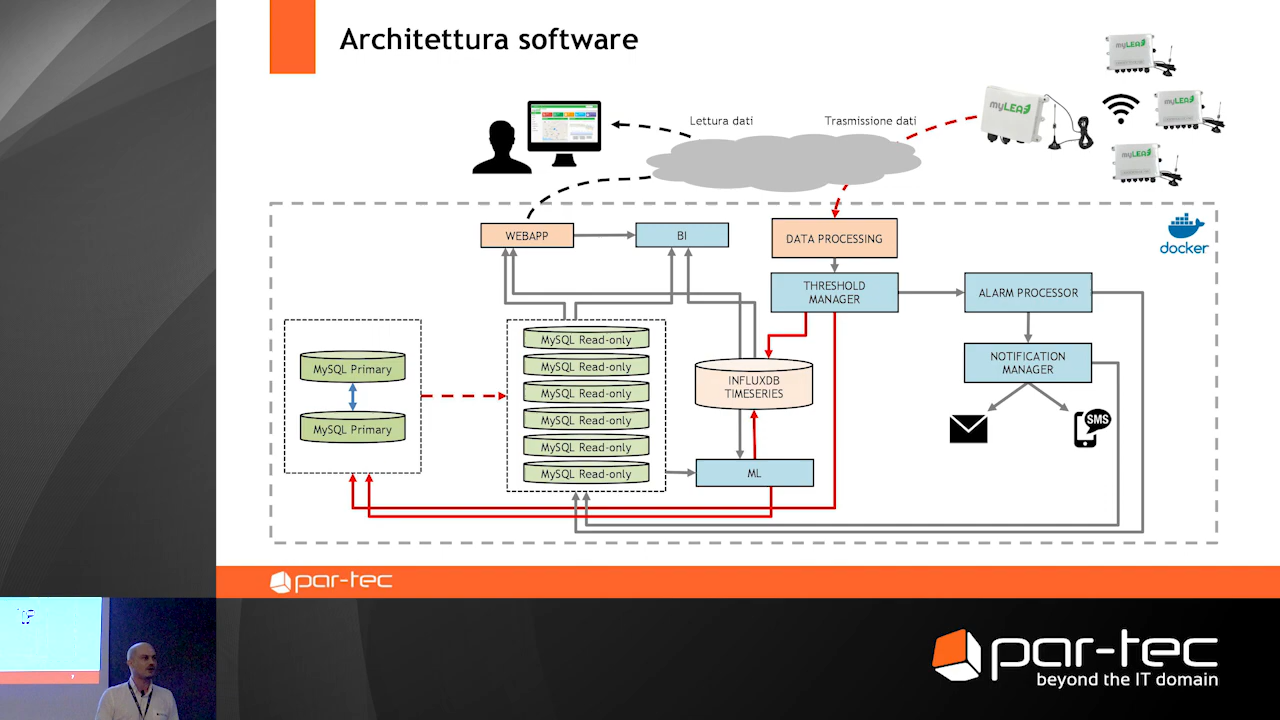 Architettura software
myLEAF
Lettura dati
Trasmissione dati
myLEAF
myLEAF
myLEAF
WEBAPP
BI
DATA PROCESSING
docker
THRESHOLD
MANAGER
ALARM PROCESSOR
MySQL Primary
MySQL Primary
MySQL Read-only
MySQL Read-only
MySQL Read-only
MySQL Read-only
MySQL Read-only
MySQL Read-only
INFLUXDB
TIMESERIES
NOTIFICATION
MANAGER
SMS
ML
par-tec
par-tec
beyond the IT domain